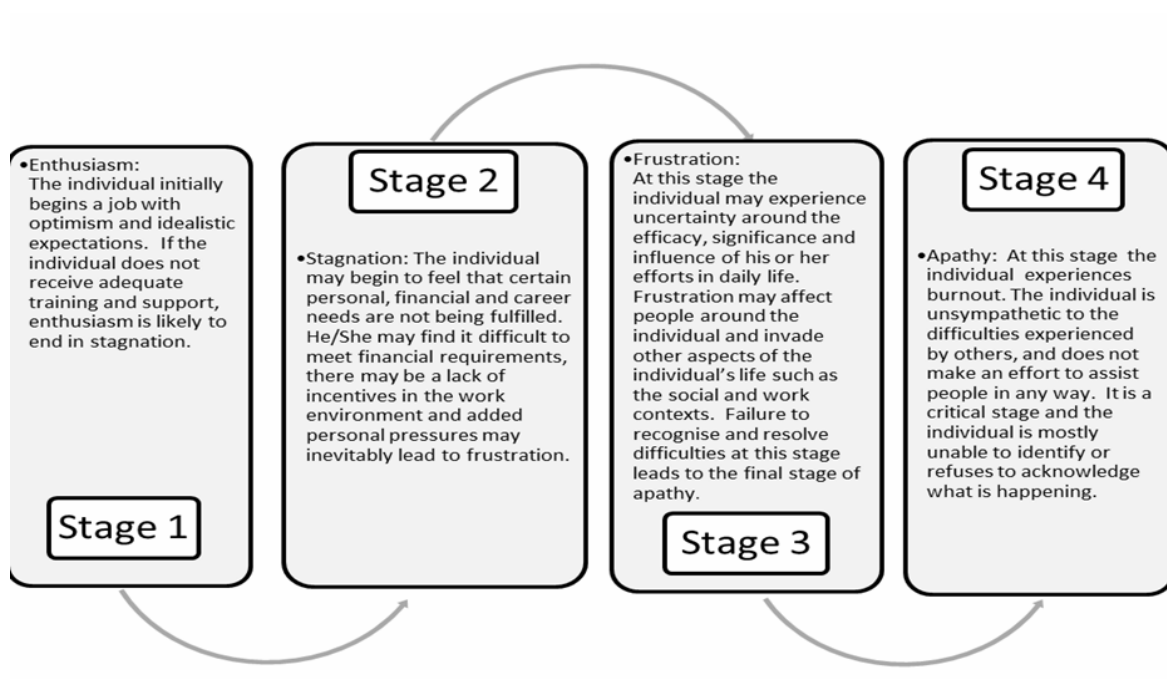 •Enthusiasm:
The individual initially
begins a job with
optimism and idealistic
expectations.  If the
individual does not
receive adequate
training and support,
enthusiasm is likely to
end in stagnation.
Stage 1
Stage 2
•Stagnation: The individual
may begin to feel that certain
personal, financial and career
needs are not being fulfilled.
He/She may find it difficult to
meet financial requirements,
there may be a lack of
incentives in the work
environment and added
personal pressures may
inevitably lead to frustration.
•Frustration:
At this stage the
individual may experience
uncertainty around the
efficacy, significance and
influence of his or her
efforts in daily life.
Frustration may affect
people around the
individual and invade
other aspects of the
individual’s life such as
the social and work
contexts.  Failure to
recognise and resolve
difficulties at this stage
leads to the final stage of
apathy.
Stage 3
Stage 4
•Apathy:  At this stage  the
individual  experiences
burnout. The individual is
unsympathetic to the
difficulties experienced
by others, and does not
make an effort to assist
people in any way.  It is a
critical stage and the
individual is mostly
unable to identify or
refuses to acknowledge
what is happening.